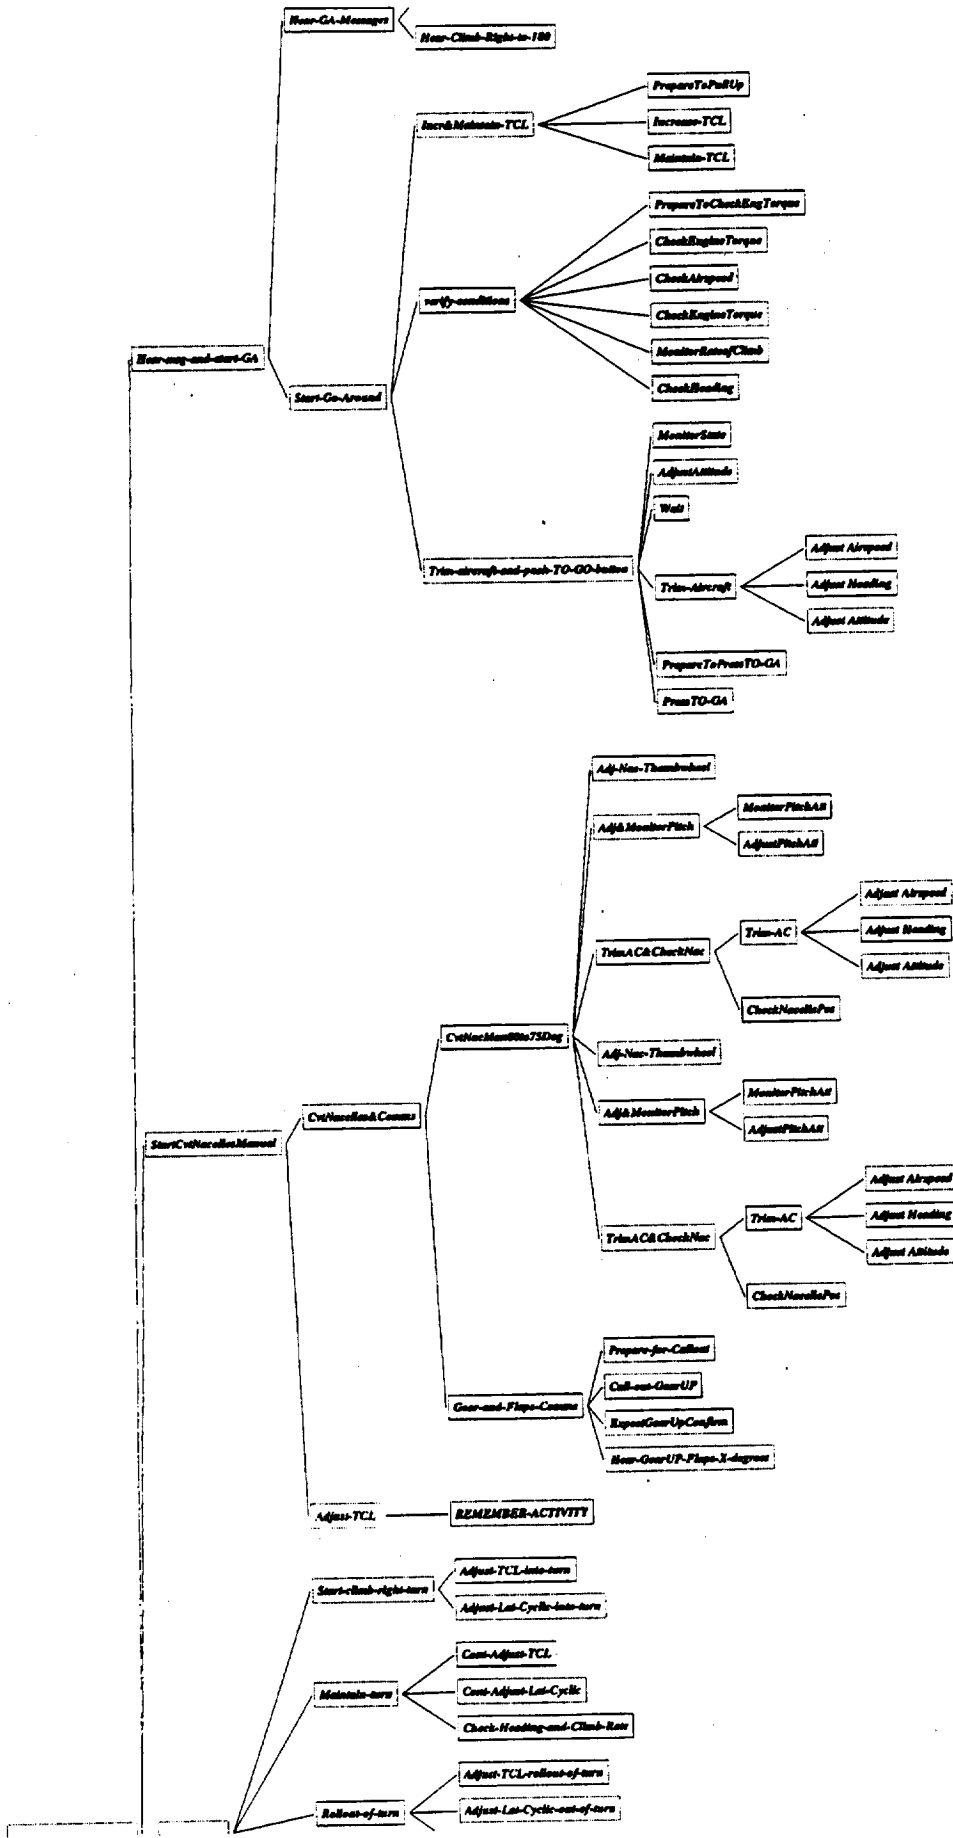 Hear-GA-Messages
Hear-Climb-Right-to-180
PrepareToPullUp
Incr&Maintain-TCL
Increase-TCL
Maintain-TCL
PrepareToCheckEngTorque
CheckEngineTorque
CheckAirspeed
verify-conditions
CheckEngineTorque
MonitorRateofClimb
Hear-msg-and-start-GA
CheckHeading
Start-Go-Around
MonitorState
AdjustAttitude
Wait
Adjust Airspeed
Trim-aircraft-and-push-TO-GO-button
Trim-Aircraft
Adjust Heading
Adjust Attitude
PrepareToPressTO-GA
PressTO-GA
Adj-Nac-Thumbwheel
MonitorPitchAtt
Adj&MonitorPitch
AdjustPitchAtt
Adjust Airspeed
Trim-AC
Adjust Heading
TrimAC&CheckNac
Adjust Attitude
CheckNacellePos
CvtNacMan80to75Deg
Adj-Nac-Thumbwheel
MonitorPitchAtt
Adj&MonitorPitch
CvtNacelles&Comms
AdjustPitchAtt
StartCvtNacellesManual
Adjust Airspeed
Trim-AC
Adjust Heading
TrimAC&CheckNac
Adjust Attitude
CheckNacellePos
Prepare-for-Callout
Call-out-GearUP
Gear-and-Flaps-Comms
ExpectGearUpConfirm
Hear-GearUP-Flaps-X-degrees
Adjust-TCL
REMEMBER-ACTIVITY
Adjust-TCL-into-turn
Start-climb-right-turn
Adjust-Lat-Cyclic-into-turn
Cont-Adjust-TCL
Maintain-turn
Cont-Adjust-Lat-Cyclic
Check-Heading-and-Climb-Rate
Adjust-TCL-rollout-of-turn
Rollout-of-turn
Adjust-Lat-Cyclic-out-of-turn